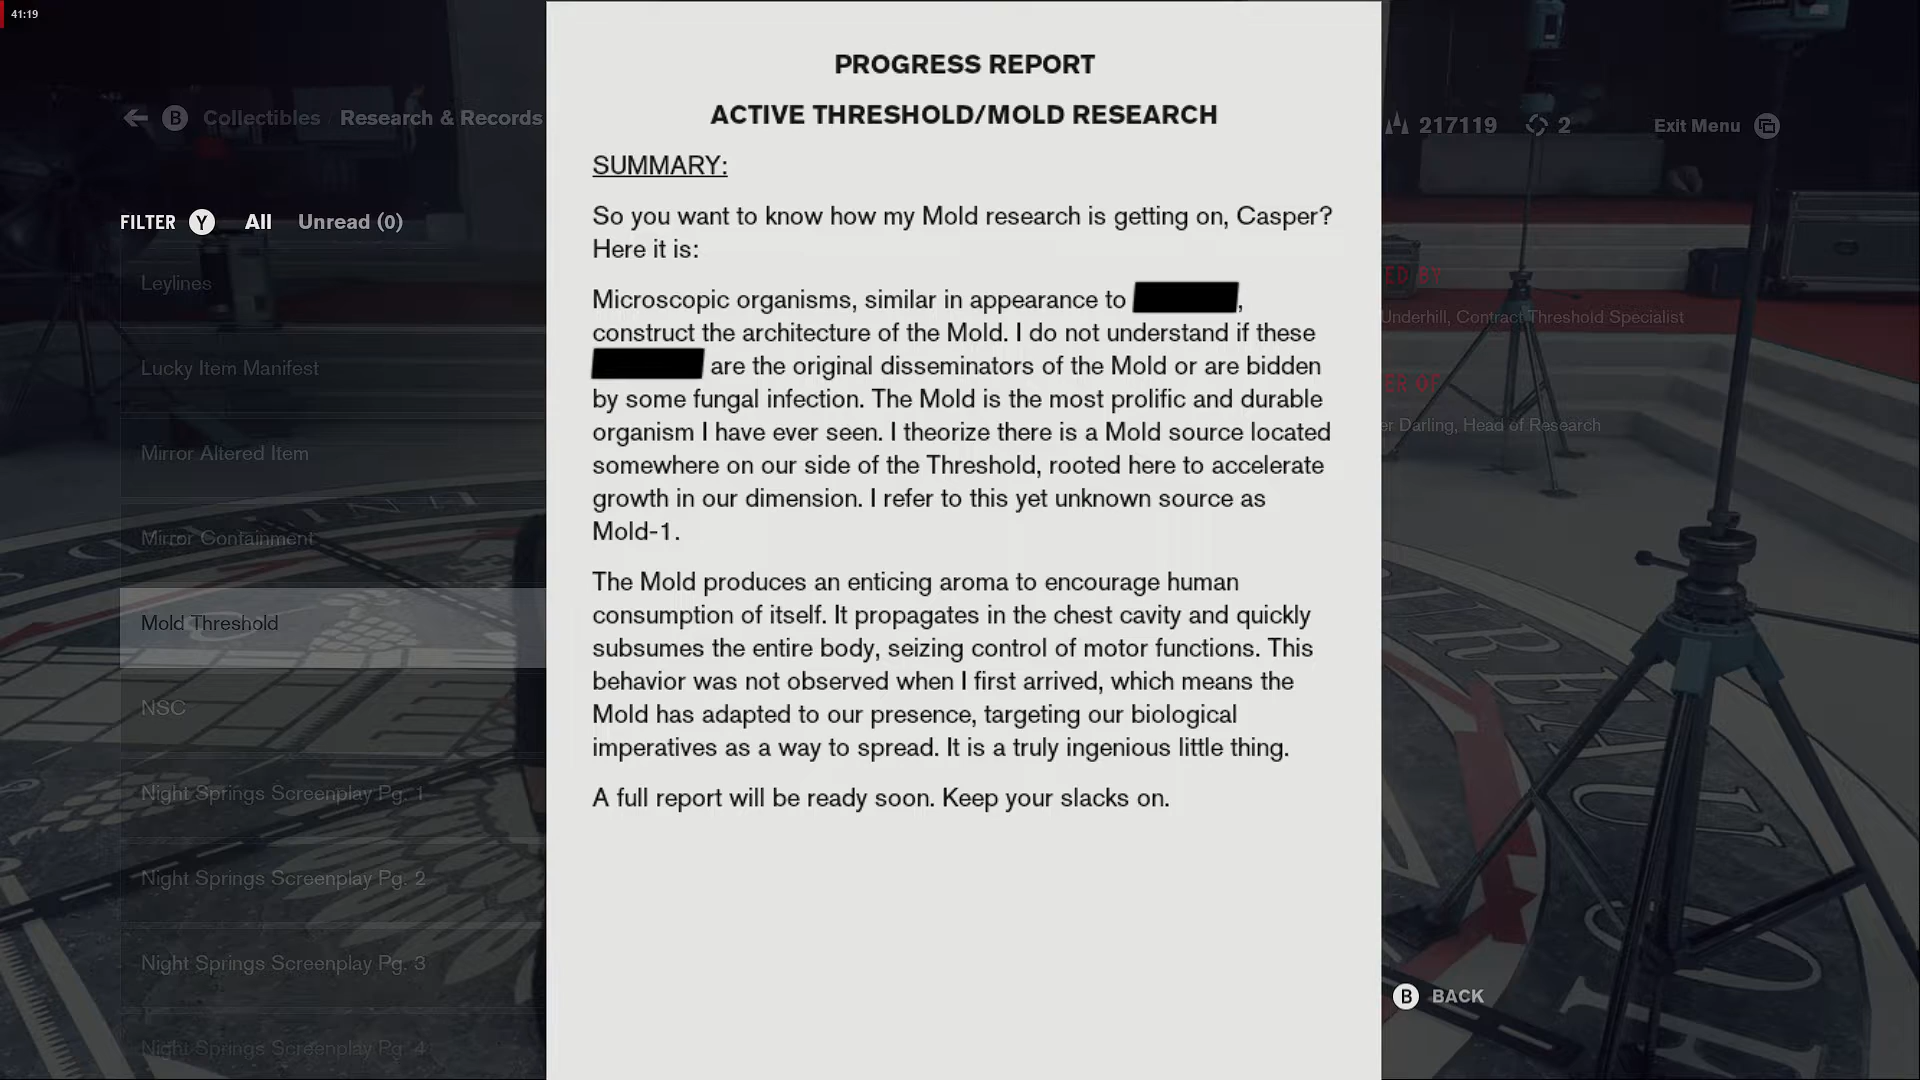 41:19
B Collectibles Research & Records
217119 2 Exit Menu
FILTER Y All Unread (0)
Leylines
Lucky Item Manifest
Mirror Altered Item
Mirror Containment
Mold Threshold
NSC
Night Springs Screenplay Pg. 1
Night Springs Screenplay Pg. 2
Night Springs Screenplay Pg. 3
Night Springs Screenplay Pg. 4
PROGRESS REPORT
ACTIVE THRESHOLD/MOLD RESEARCH
SUMMARY:
So you want to know how my Mold research is getting on, Casper?
Here it is:
Microscopic organisms, similar in appearance to ,
construct the architecture of the Mold. I do not understand if these
are the original disseminators of the Mold or are bidden
by some fungal infection. The Mold is the most prolific and durable
organism I have ever seen. I theorize there is a Mold source located
somewhere on our side of the Threshold, rooted here to accelerate
growth in our dimension. I refer to this yet unknown source as
Mold-1.
The Mold produces an enticing aroma to encourage human
consumption of itself. It propagates in the chest cavity and quickly
subsumes the entire body, seizing control of motor functions. This
behavior was not observed when I first arrived, which means the
Mold has adapted to our presence, targeting our biological
imperatives as a way to spread. It is a truly ingenious little thing.
A full report will be ready soon. Keep your slacks on.
ED BY
Underhill, Contract Threshold Specialist
ER OF
er Darling, Head of Research
B BACK